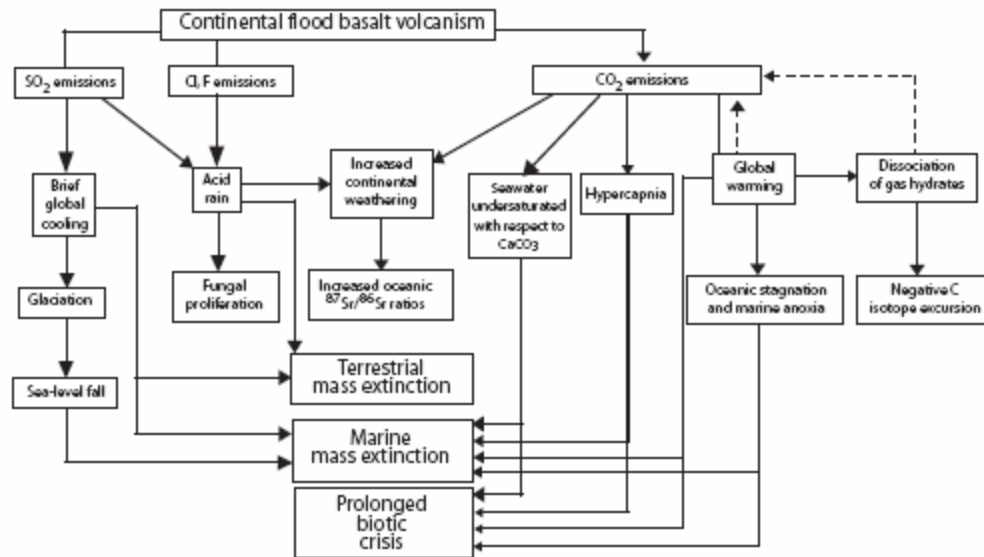 Continental flood basalt volcanism
SO2 emissions
Cl, F emissions
CO2 emissions
Brief
global
cooling
Acid
rain
Increased
continental
weathering
Seawater
undersaturated
with respect to
CaCO3
Hypercapnia
Global
warming
Dissociation
of gas hydrates
Glaciation
Fungal
proliferation
Increased oceanic
87Sr/86Sr ratios
Oceanic stagnation
and marine anoxia
Negative C
isotope excursion
Sea-level fall
Terrestrial
mass extinction
Marine
mass extinction
Prolonged
biotic
crisis